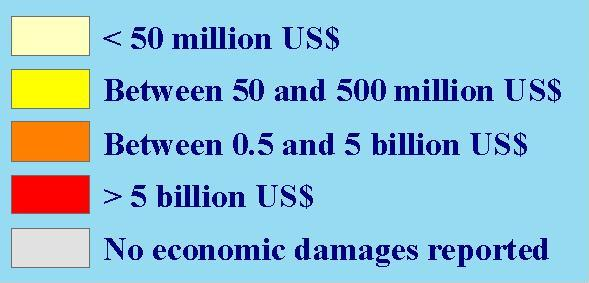 < 50 million US$
Between 50 and 500 million US$
Between 0.5 and 5 billion US$
> 5 billion US$
No economic damages reported